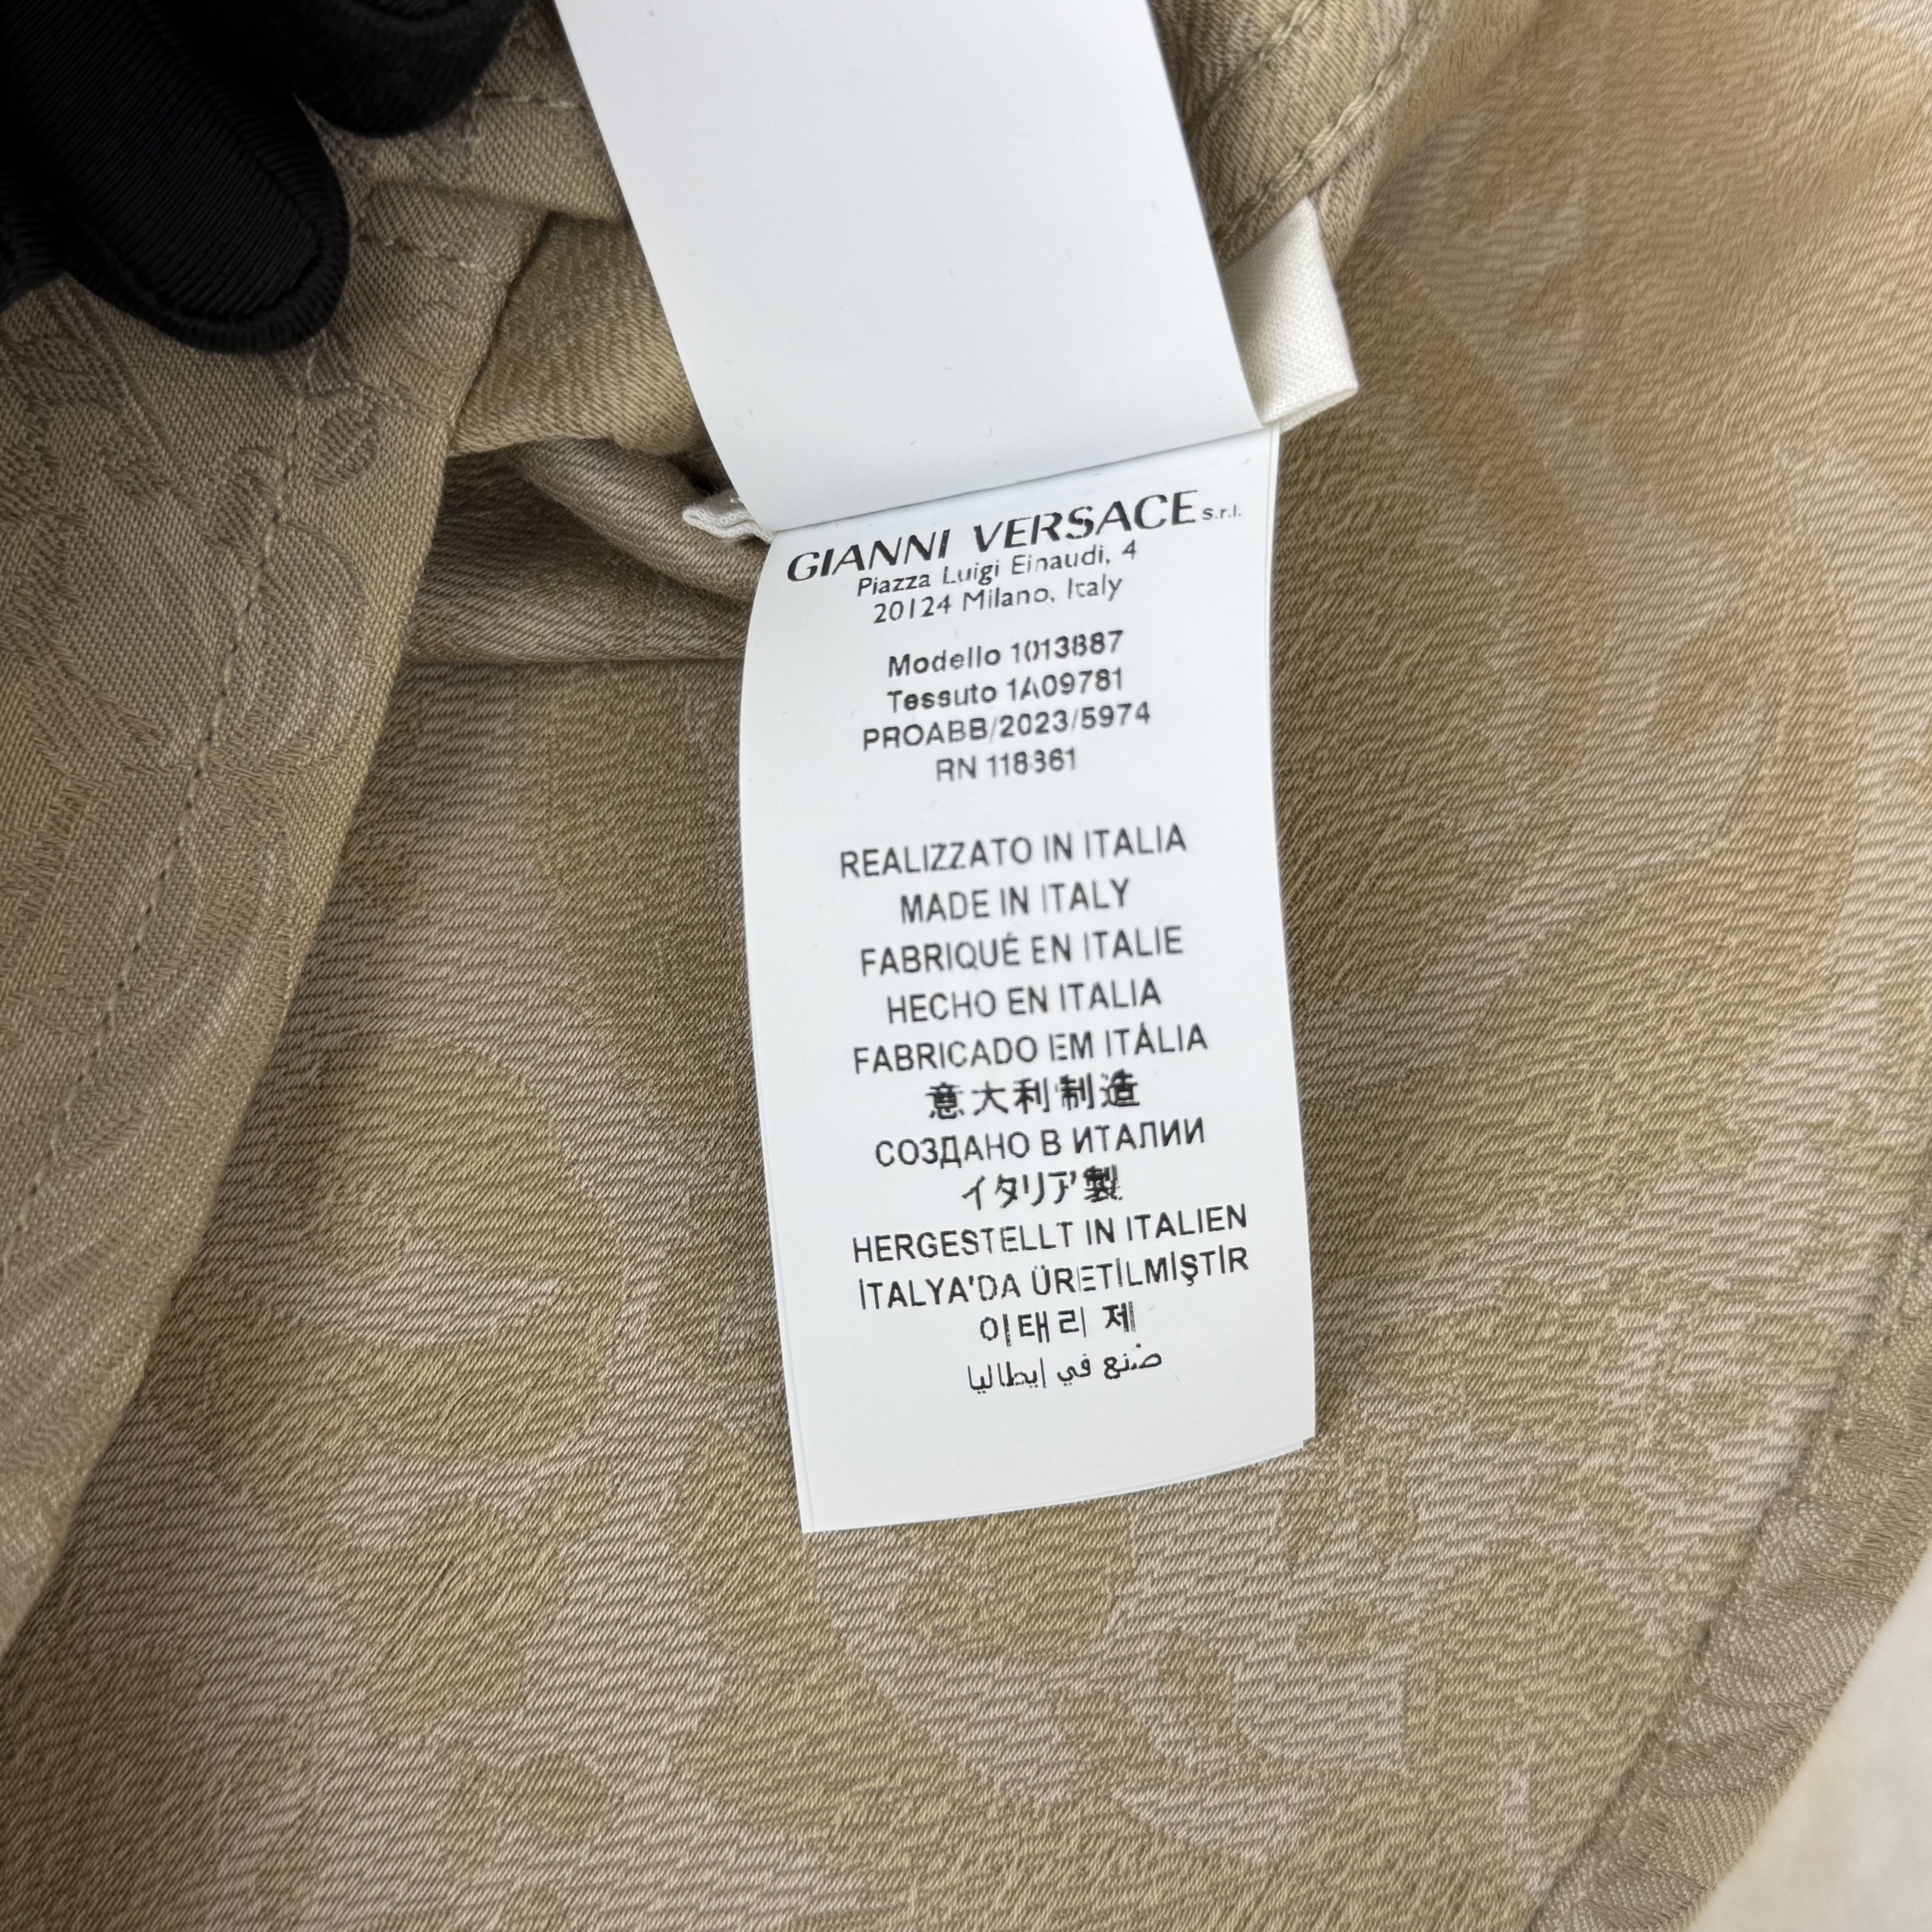 GIANNI VERSACE s.r.l.
Piazza Luigi Einaudi, 4
20124 Milano, Italy
Modello 1013887
Tessuto 1A09781
PROABB/2023/5974
RN 118361
REALIZZATO IN ITALIA
MADE IN ITALY
FABRIQUÉ EN ITALIE
HECHO EN ITALIA
FABRICADO EM ITÁLIA
意大利制造
СОЗДАНО В ИТАЛИИ
イタリア製
HERGESTELLT IN ITALIEN
İTALYA'DA ÜRETİLMİŞTİR
이태리 제
صنع في إيطاليا